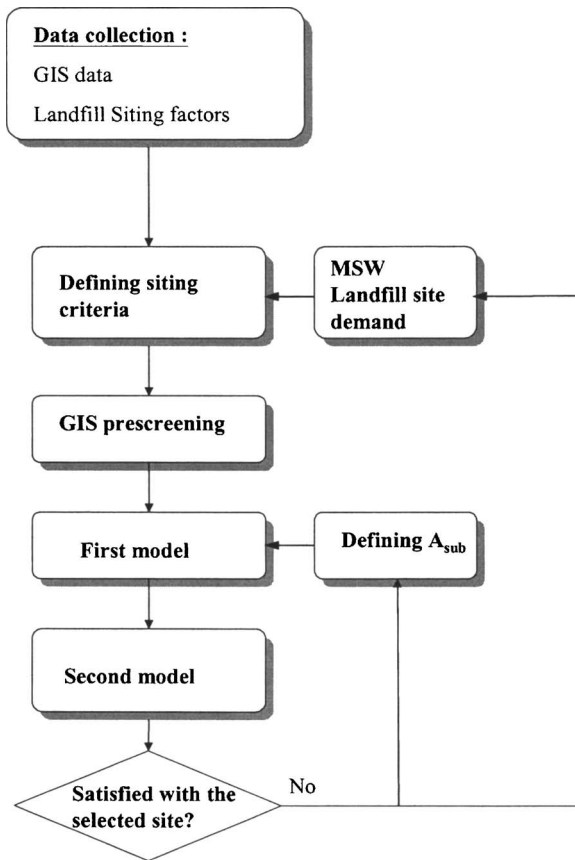 Data collection :
GIS data
Landfill Siting factors
Defining siting
criteria
MSW
Landfill site
demand
GIS prescreening
First model
Defining A_sub
Second model
Satisfied with the
selected site?
No